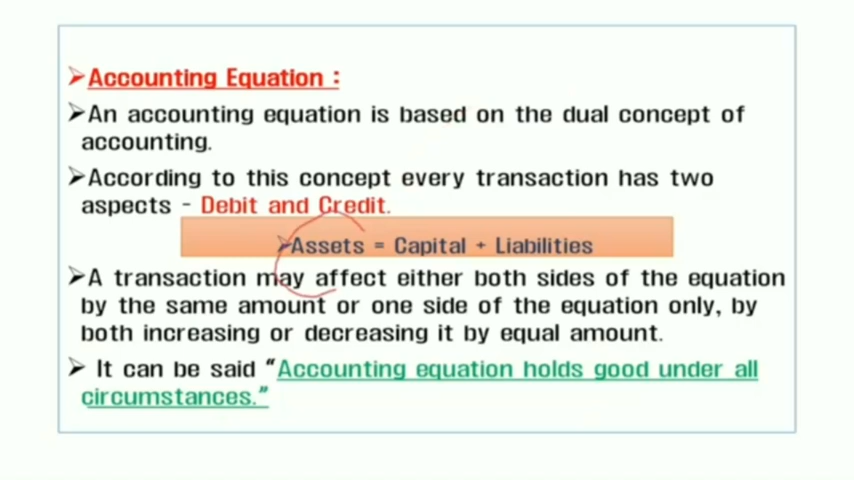 Accounting Equation :
An accounting equation is based on the dual concept of
accounting.
According to this concept every transaction has two
aspects - Debit and Credit.
Assets = Capital + Liabilities
A transaction may affect either both sides of the equation
by the same amount or one side of the equation only, by
both increasing or decreasing it by equal amount.
It can be said “Accounting equation holds good under all
circumstances.”